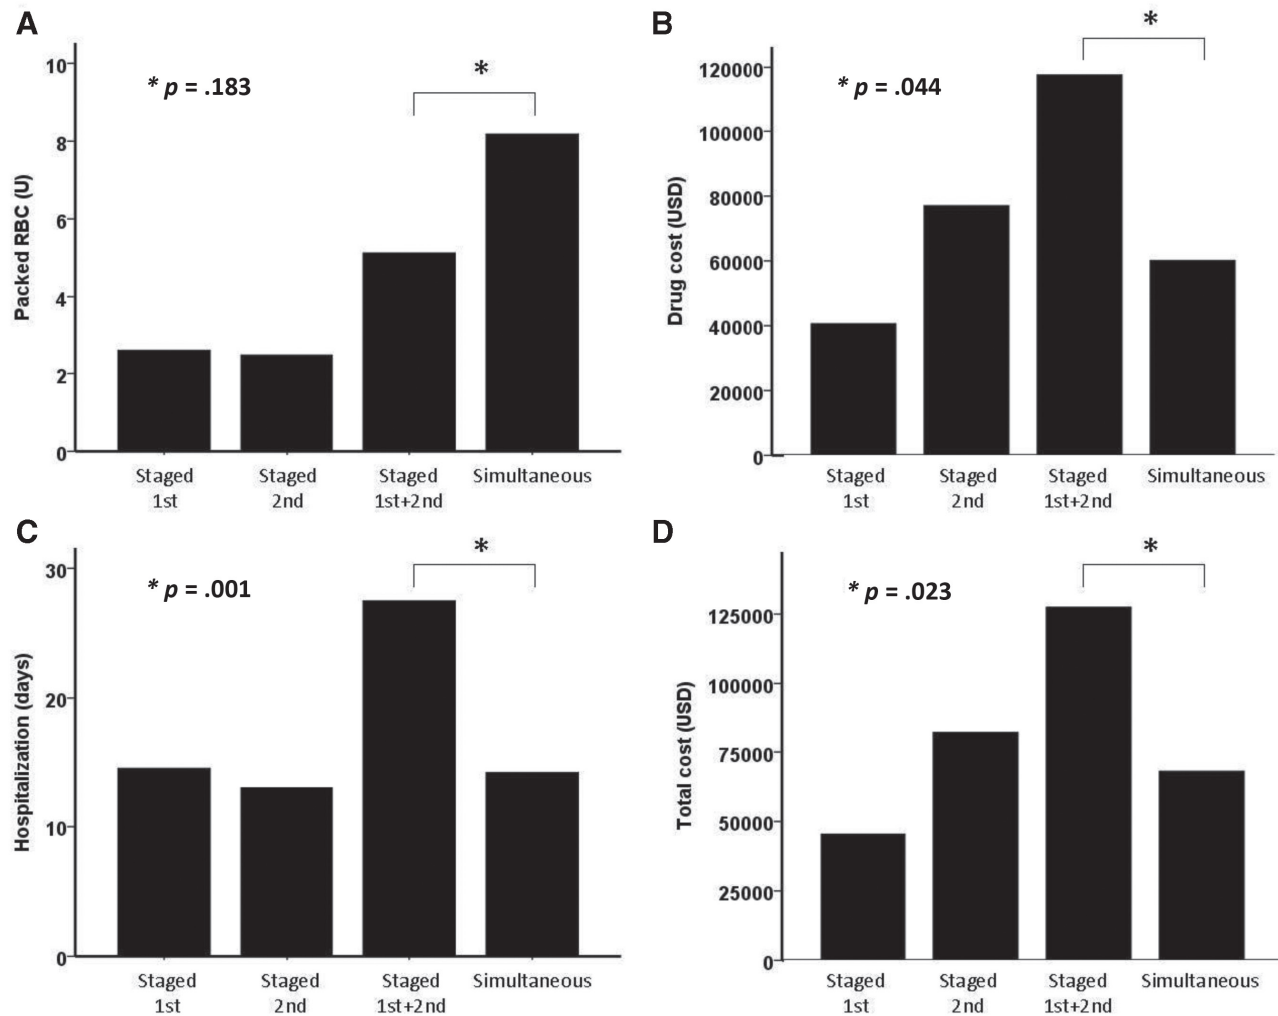 A
10
8
6
4
2
0
Packed RBC (U)
* p = .183
*
Staged
1st
Staged
2nd
Staged
1st+2nd
Simultaneous
B
120000
100000
80000
60000
40000
20000
0
Drug cost (USD)
* p = .044
*
Staged
1st
Staged
2nd
Staged
1st+2nd
Simultaneous
C
30
20
10
0
Hospitalization (days)
* p = .001
*
Staged
1st
Staged
2nd
Staged
1st+2nd
Simultaneous
D
125000
100000
75000
50000
25000
0
Total cost (USD)
* p = .023
*
Staged
1st
Staged
2nd
Staged
1st+2nd
Simultaneous